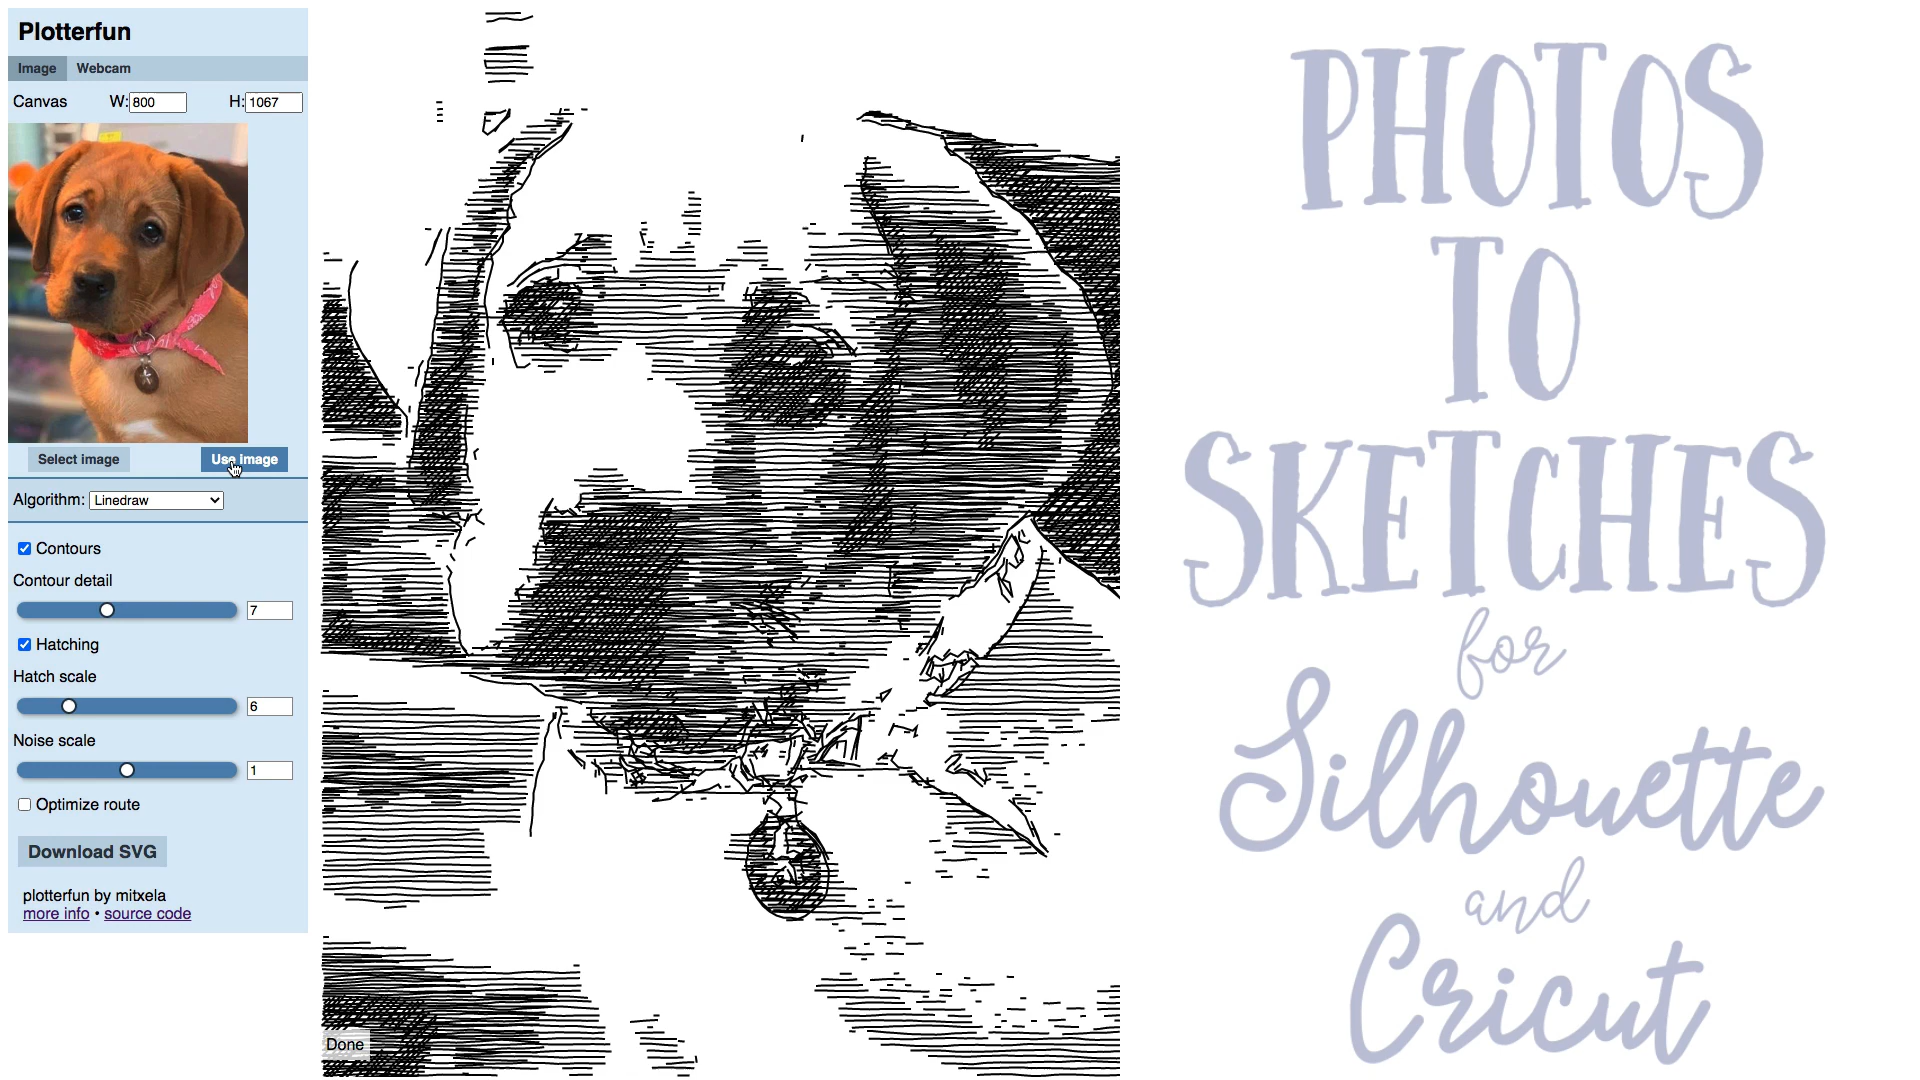 Plotterfun
Image Webcam
Canvas W: 800 H: 1067
Select image Use image
Algorithm: Linedraw
Contours
Contour detail
7
Hatching
Hatch scale
6
Noise scale
1
Optimize route
Download SVG
plotterfun by mitxela
more info • source code
Done
PHOTOS
TO
SKETCHES
for
Silhouette
and
Cricut